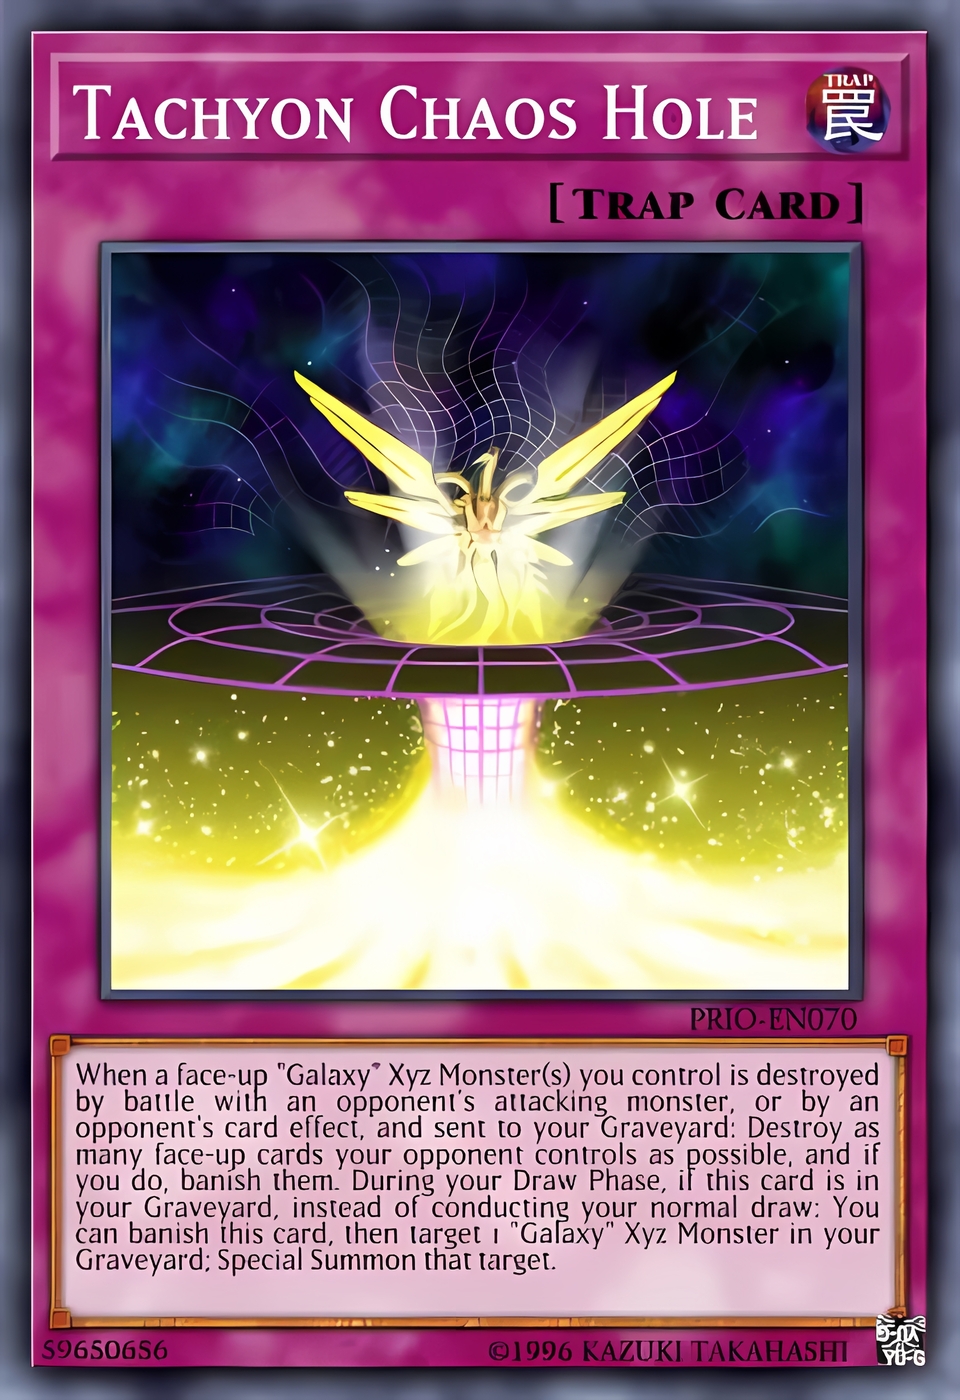 TACHYON CHAOS HOLE
TRAP
罠
[TRAP CARD]
PRIO-EN070
When a face-up "Galaxy" Xyz Monster(s) you control is destroyed
by battle with an opponent's attacking monster, or by an
opponent's card effect, and sent to your Graveyard: Destroy as
many face-up cards your opponent controls as possible, and if
you do, banish them. During your Draw Phase, if this card is in
your Graveyard, instead of conducting your normal draw: You
can banish this card, then target 1 "Galaxy" Xyz Monster in your
Graveyard; Special Summon that target.
59650656
©1996 KAZUKI TAKAHASHI